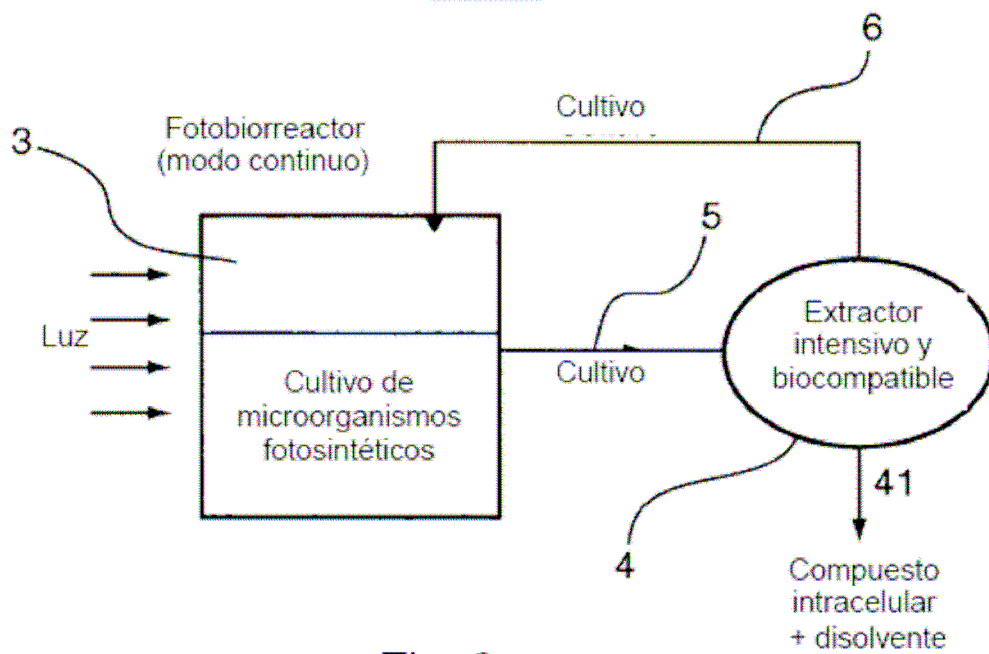 6
Cultivo
Fotobiorreactor
(modo continuo)
3
5
Luz
Cultivo
Extractor
intensivo y
biocompatible
Cultivo de
microorganismos
fotosintéticos
41
4
Compuesto
intracelular
+ disolvente